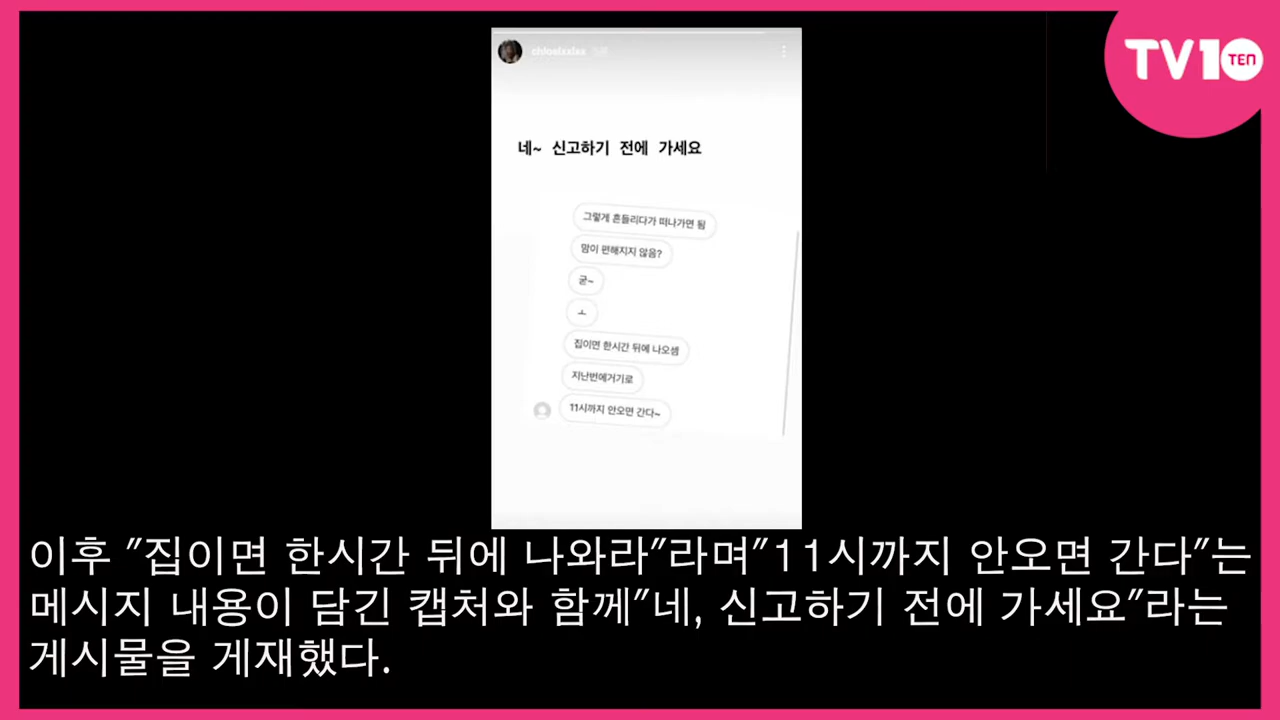 TV10
TEN
chloelxxlxx
네~ 신고하기 전에 가세요
그렇게 흔들리다가 떠나가면 됨
맘이 편해지지 않음?
굳~
ㅗ
집이면 한시간 뒤에 나오셈
지난번에거기로
11시까지 안오면 간다~
이후 "집이면 한시간 뒤에 나와라"라며"11시까지 안오면 간다"는
메시지 내용이 담긴 캡처와 함께"네, 신고하기 전에 가세요"라는
게시물을 게재했다.